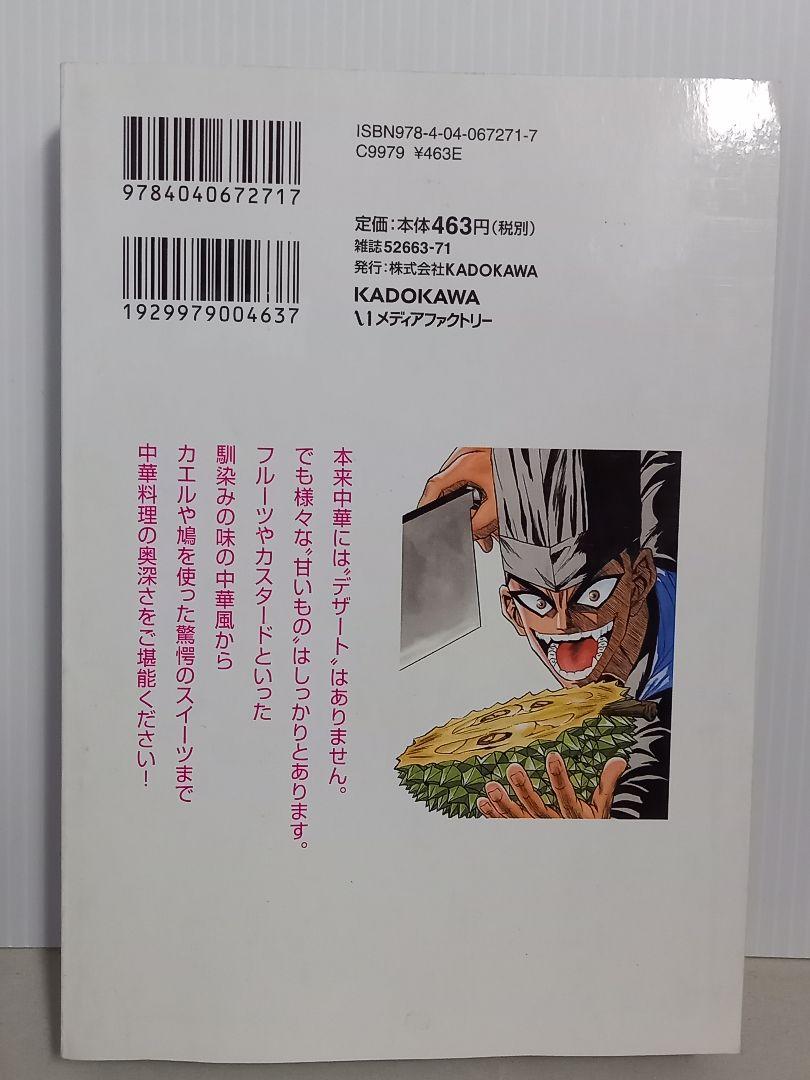 ISBN978-4-04-067271-7
C9979 ¥463E
9784040672717
定価:本体463円(税別)
雑誌52663-71
発行:株式会社KADOKAWA
1929979004637
KADOKAWA
メディアファクトリー
本来中華には〝デザート〟はありません。
でも様々な〝甘いもの〟はしっかりとあります。
フルーツやカスタードといった
馴染みの味の中華風から
カエルや鳩を使った驚愕のスイーツまで
中華料理の奥深さをご堪能ください!